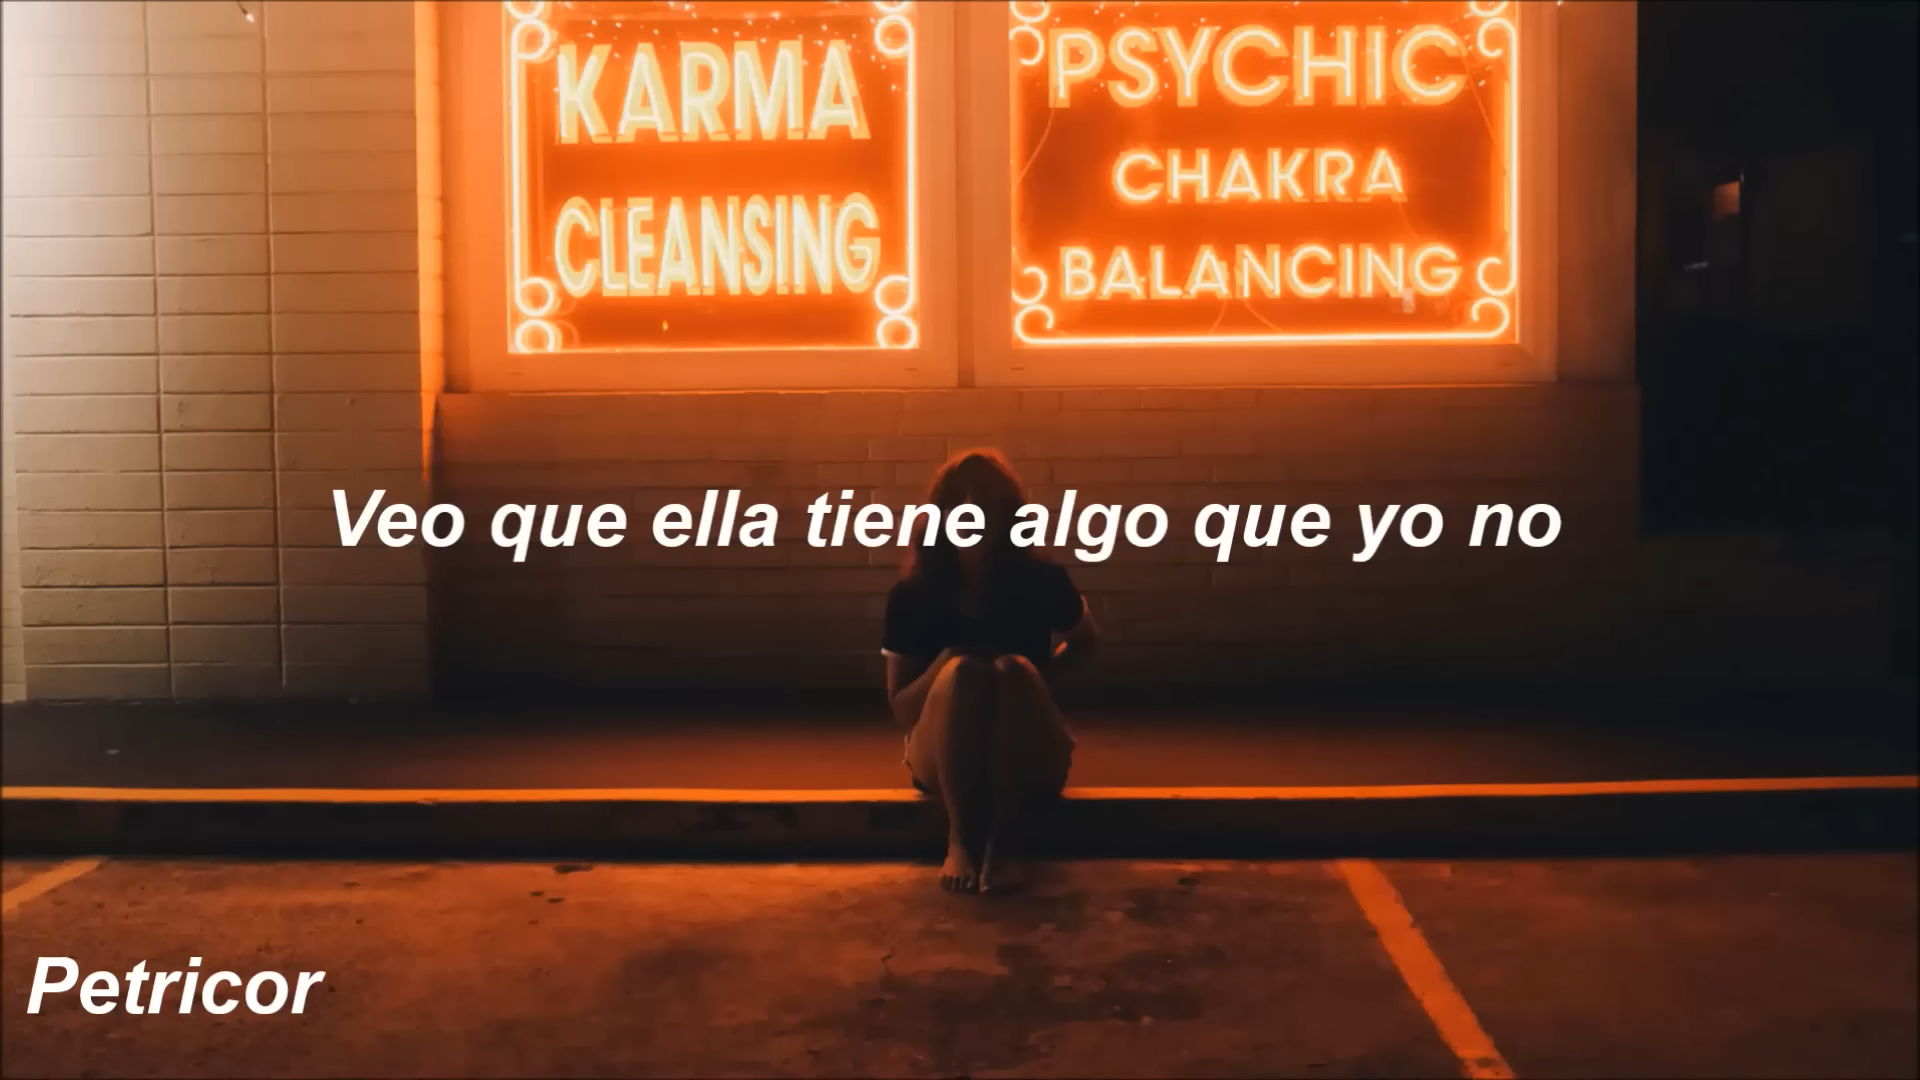 KARMA
CLEANSING
PSYCHIC
CHAKRA
BALANCING
Veo que ella tiene algo que yo no
Petricor